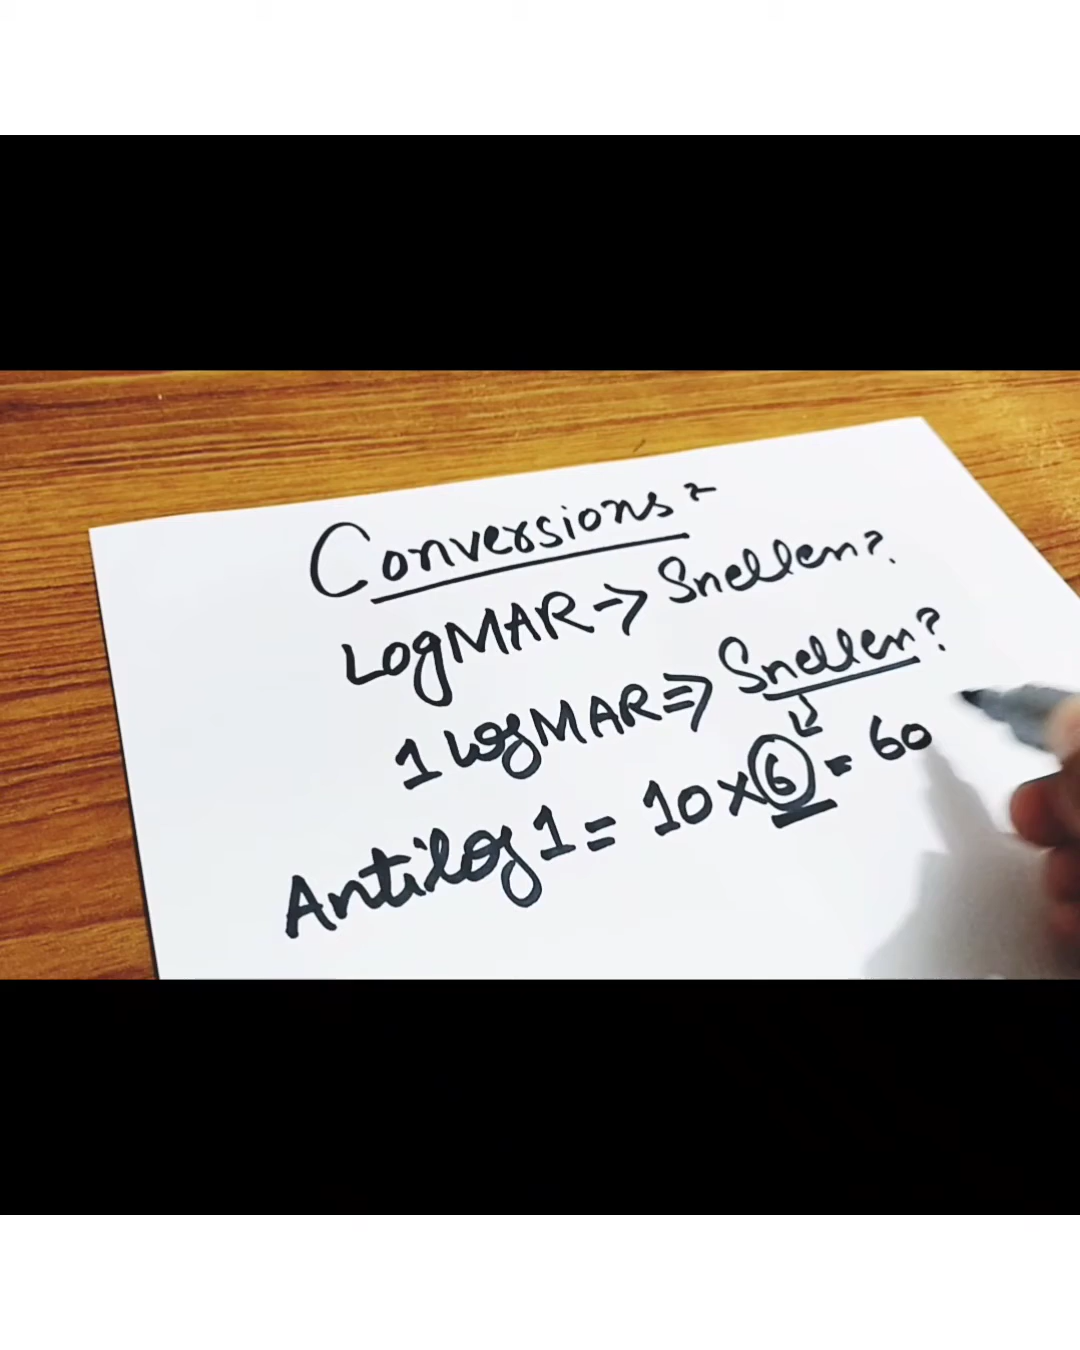 Conversions:-
LogMAR -> Snellen?
1 LogMAR => Snellen?
Antilog 1 = 10 x 6 = 60